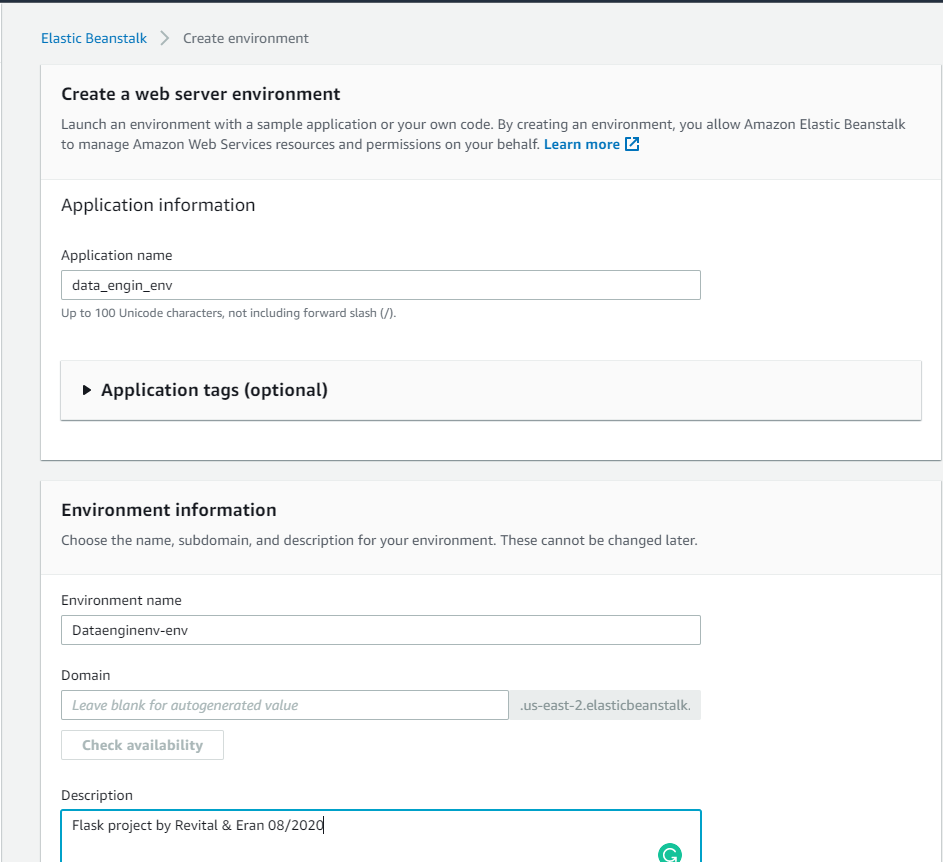 Elastic Beanstalk > Create environment
Create a web server environment
Launch an environment with a sample application or your own code. By creating an environment, you allow Amazon Elastic Beanstalk
to manage Amazon Web Services resources and permissions on your behalf. Learn more
Application information
Application name
data_engin_env
Up to 100 Unicode characters, not including forward slash (/).
Application tags (optional)
Environment information
Choose the name, subdomain, and description for your environment. These cannot be changed later.
Environment name
Dataenginenv-env
Domain
Leave blank for autogenerated value
.us-east-2.elasticbeanstalk.
Check availability
Description
Flask project by Revital & Eran 08/2020